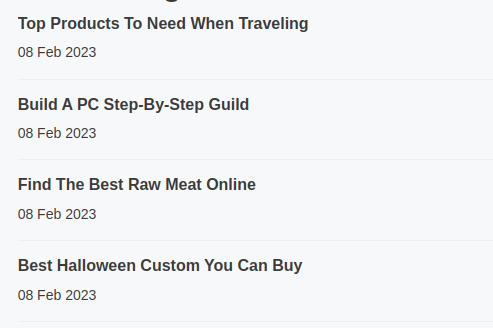 Top Products To Need When Traveling
08 Feb 2023
Build A PC Step-By-Step Guild
08 Feb 2023
Find The Best Raw Meat Online
08 Feb 2023
Best Halloween Custom You Can Buy
08 Feb 2023